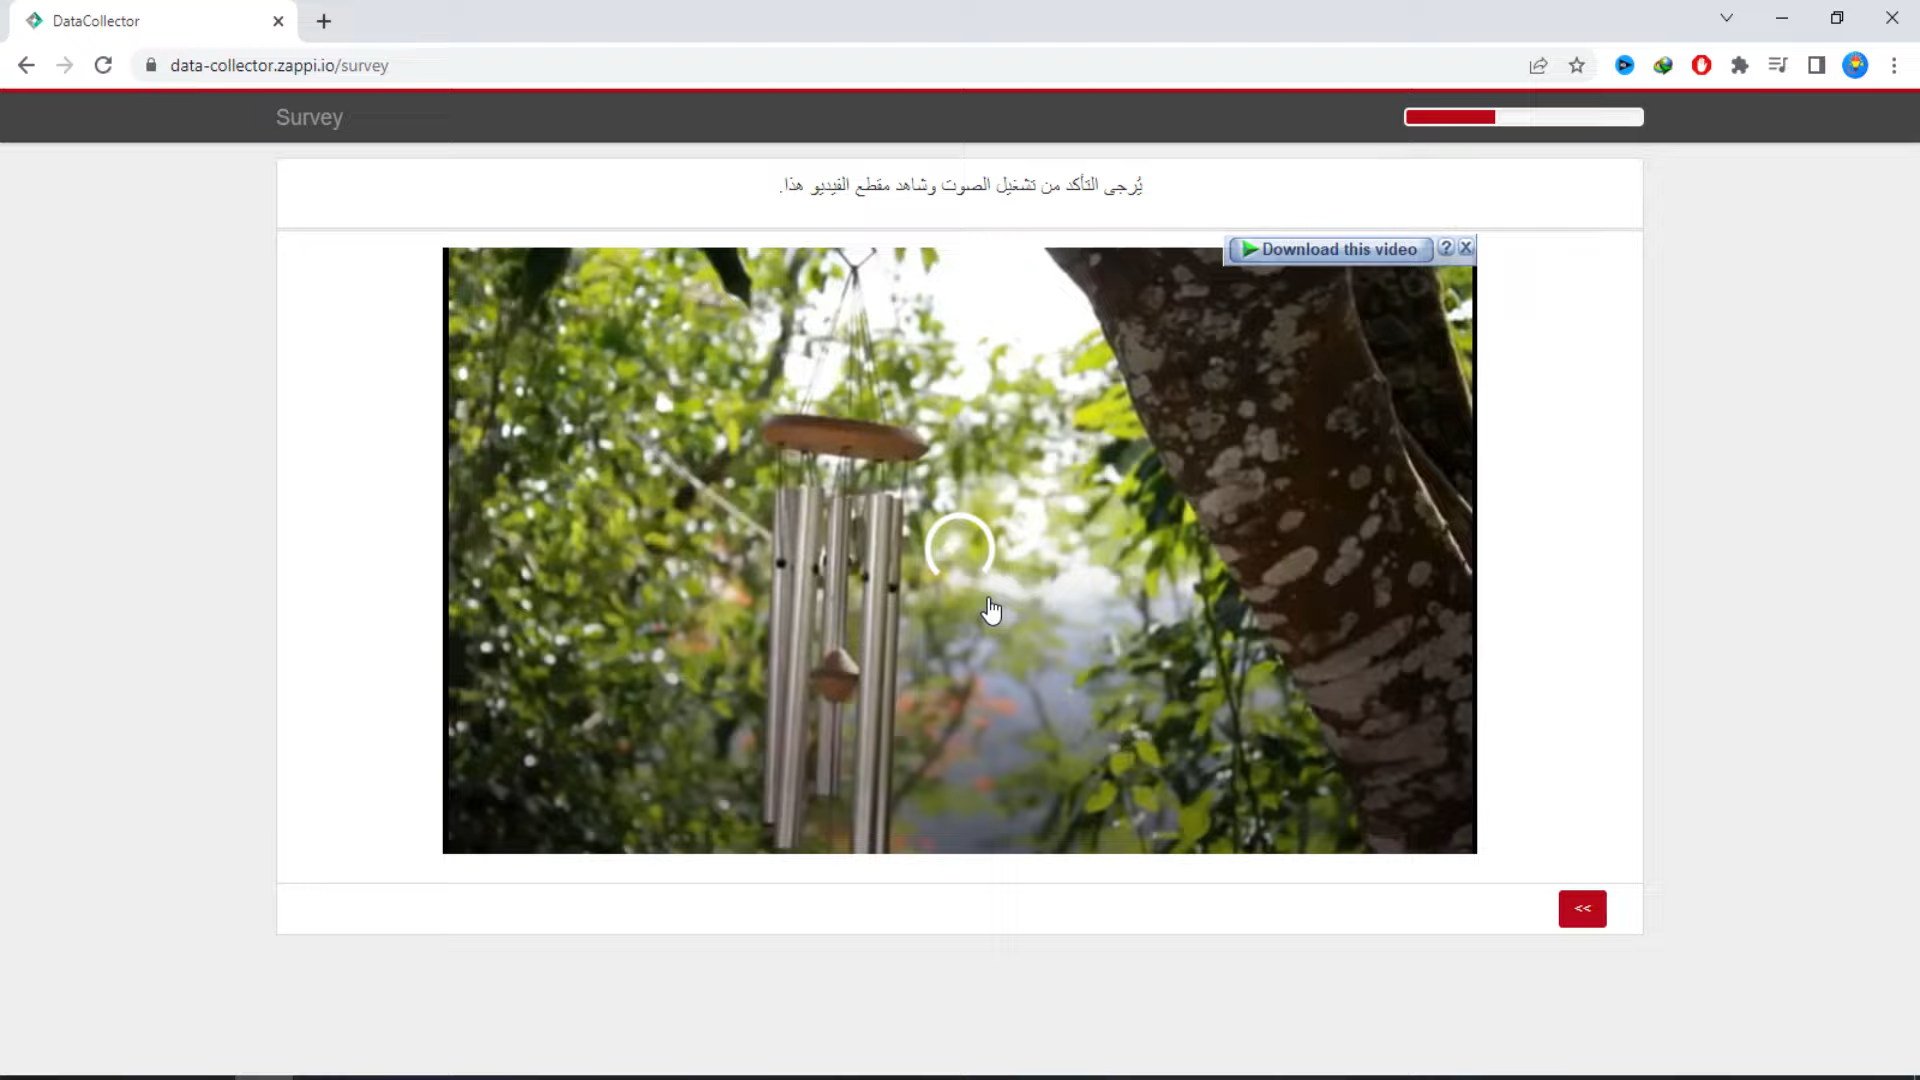 DataCollector
data-collector.zappi.io/survey
Survey
يُرجى التأكد من تشغيل الصوت وشاهد مقطع الفيديو هذا.
Download this video
?
X
<<